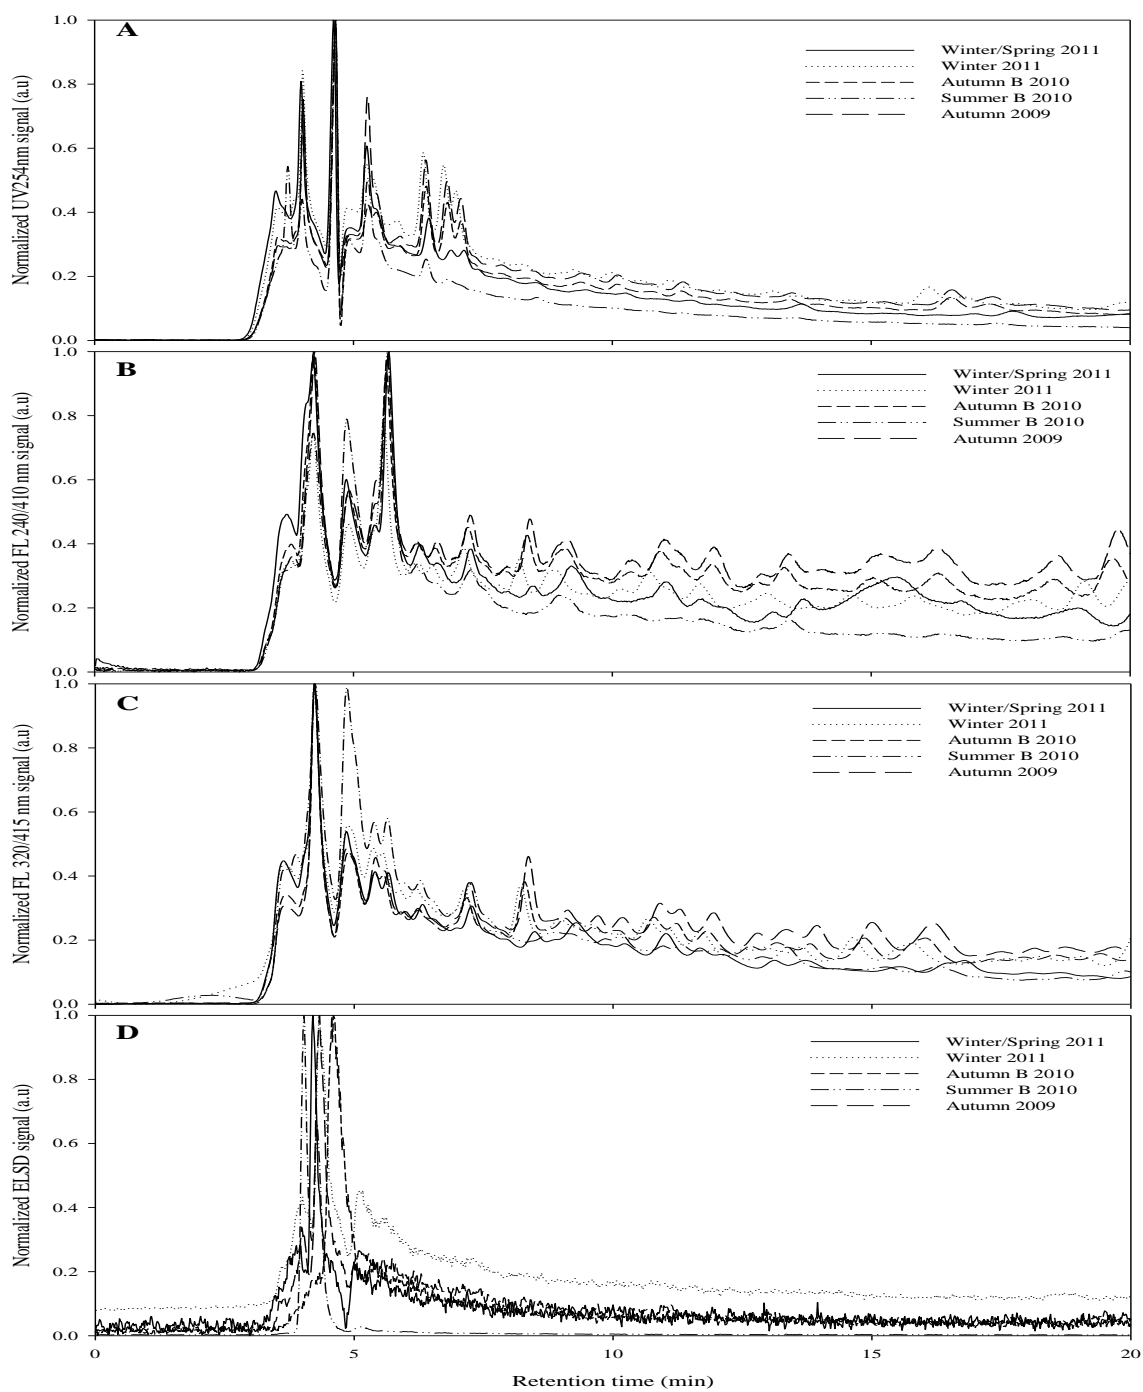 A
1.0
0.8
0.6
0.4
0.2
0.0
Normalized UV254nm signal (a.u)
Winter/Spring 2011
Winter 2011
Autumn B 2010
Summer B 2010
Autumn 2009
B
1.0
0.8
0.6
0.4
0.2
0.0
Normalized FL 240/410 nm signal (a.u)
Winter/Spring 2011
Winter 2011
Autumn B 2010
Summer B 2010
Autumn 2009
C
1.0
0.8
0.6
0.4
0.2
0.0
Normalized FL 320/415 nm signal (a.u)
Winter/Spring 2011
Winter 2011
Autumn B 2010
Summer B 2010
Autumn 2009
D
1.0
0.8
0.6
0.4
0.2
0.0
Normalized ELSD signal (a.u)
Winter/Spring 2011
Winter 2011
Autumn B 2010
Summer B 2010
Autumn 2009
0 5 10 15 20
Retention time (min)